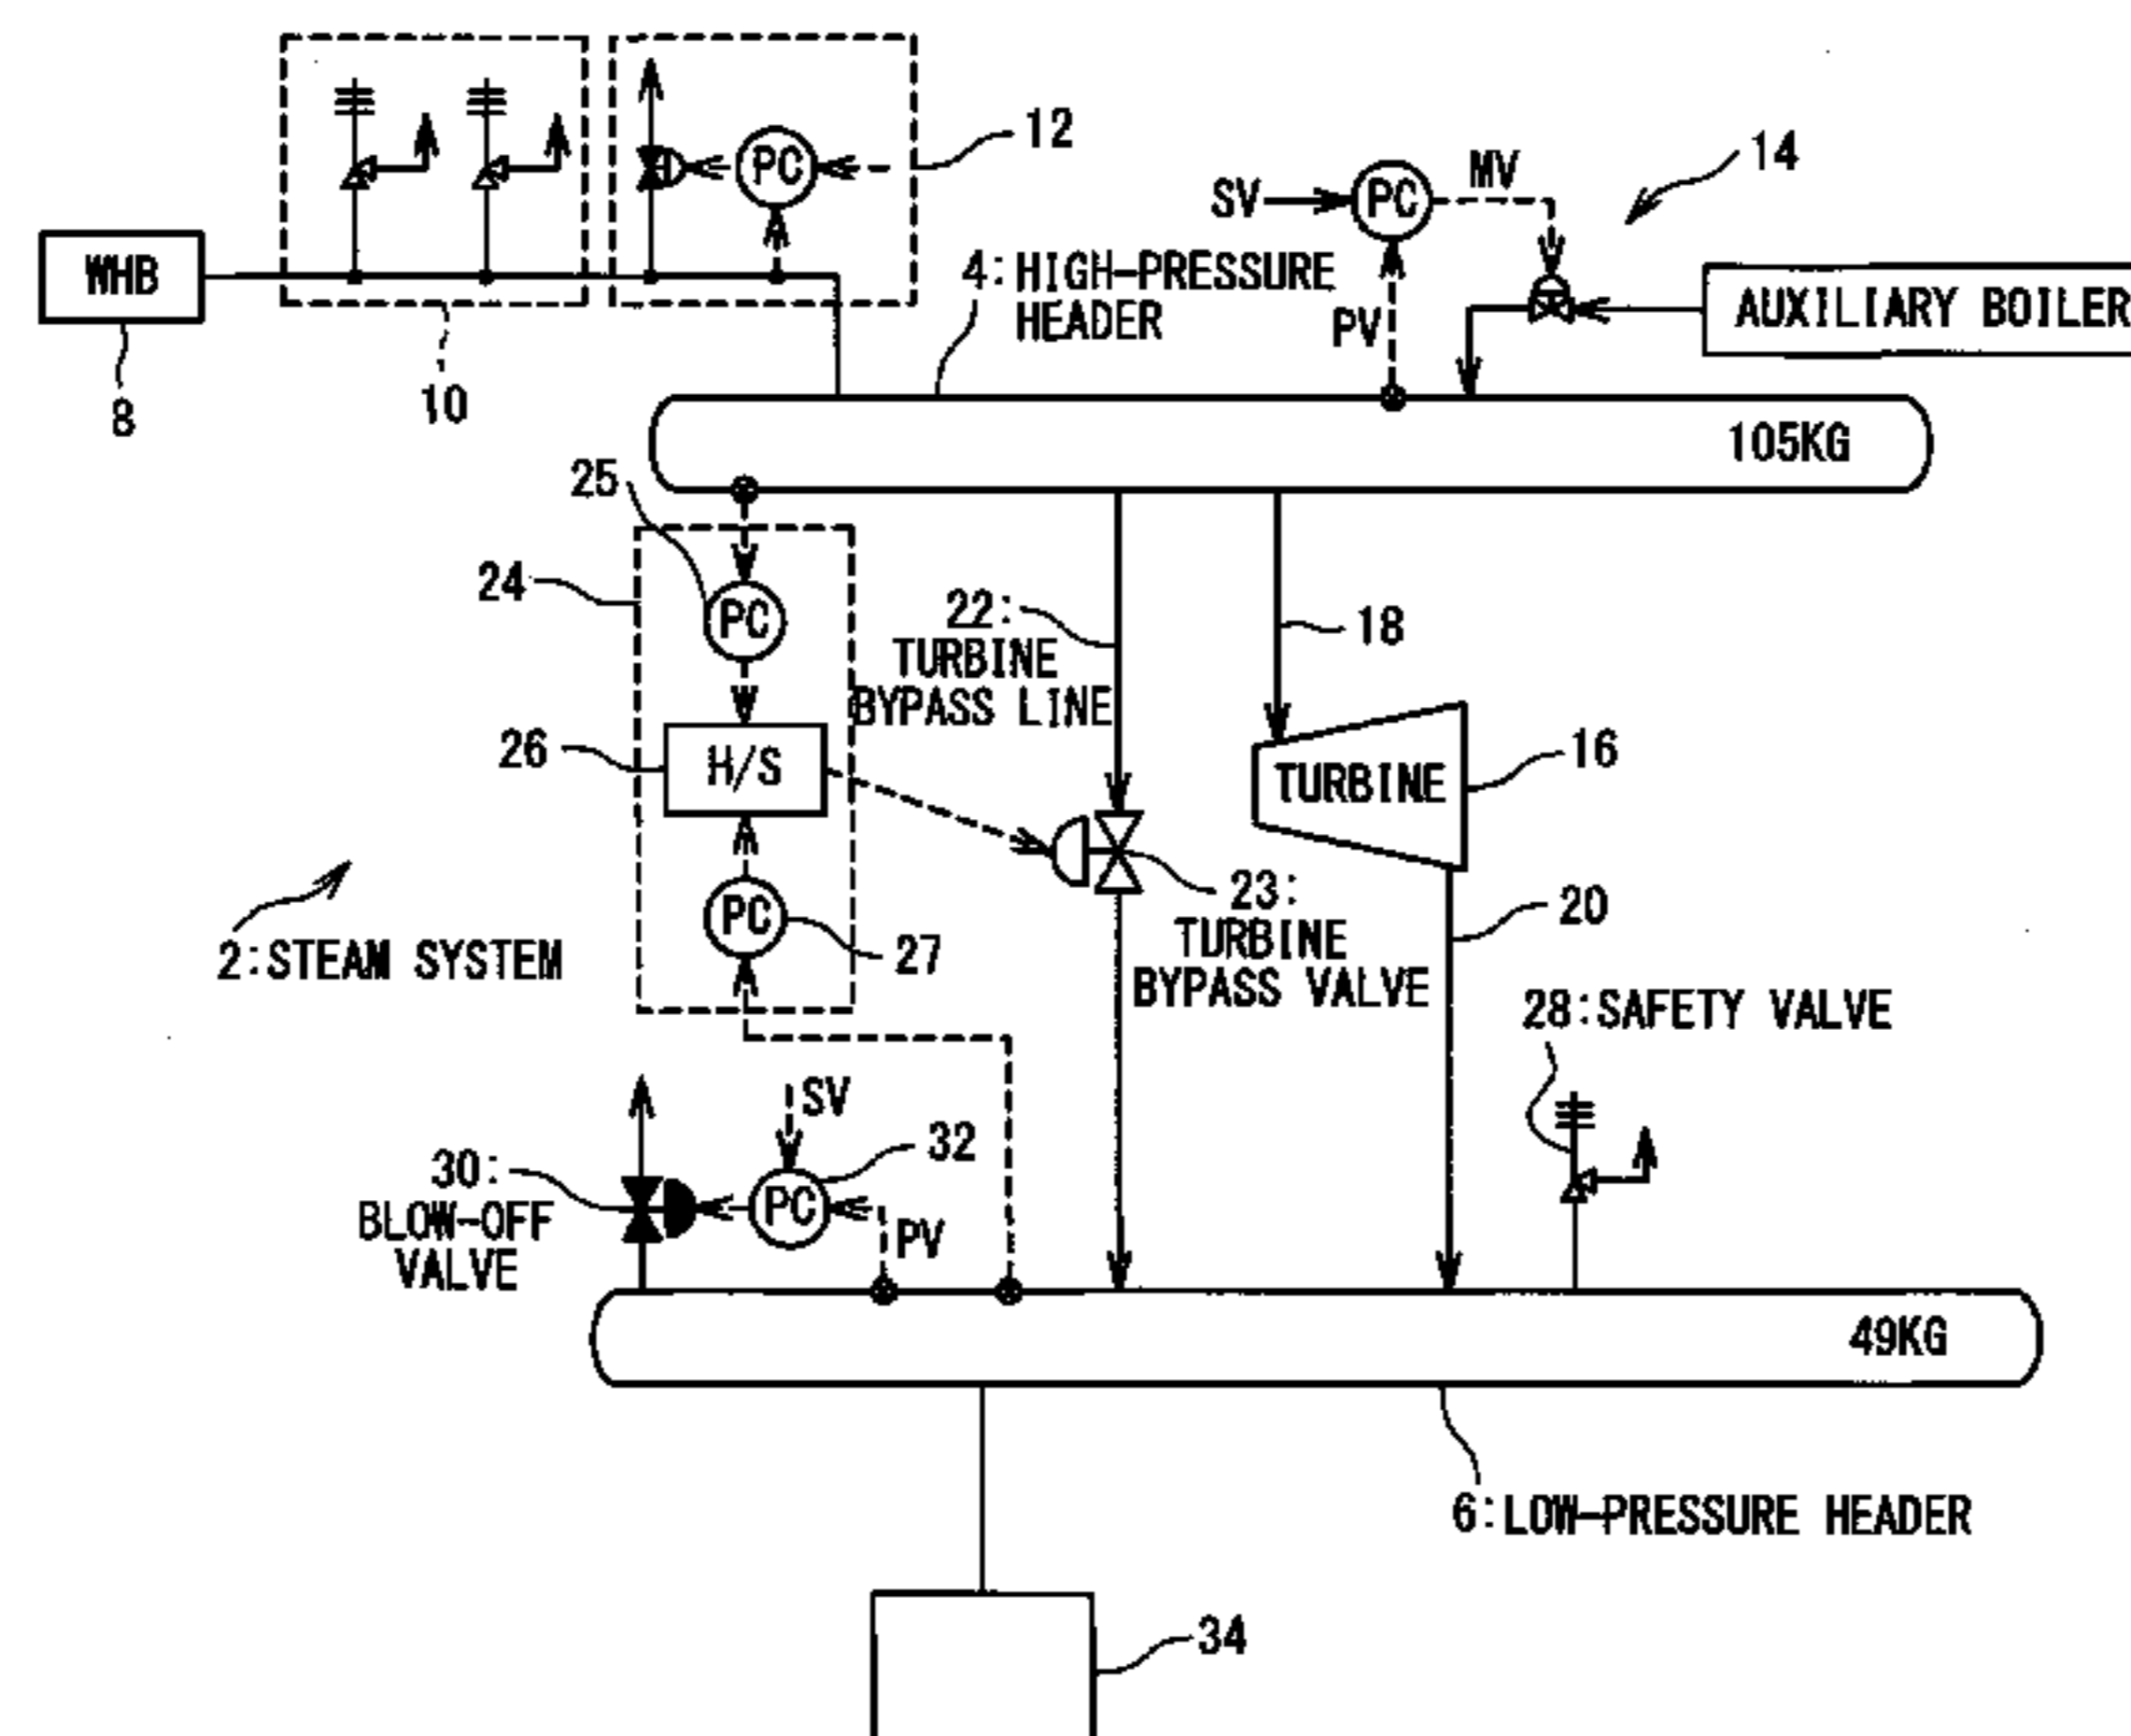 12
14
SV
PC
MV
PC
WHB
4:HIGH-PRESSURE
HEADER
PV
AUXILIARY BOILER
8
10
105KG
25
24
PC
22:
TURBINE
BYPASS LINE
18
26
H/S
TURBINE
16
23:
TURBINE
BYPASS VALVE
PC
27
20
2:STEAM SYSTEM
28:SAFETY VALVE
SV
32
30:
BLOW-OFF
VALVE
PC
PV
49KG
6:LOW-PRESSURE HEADER
34